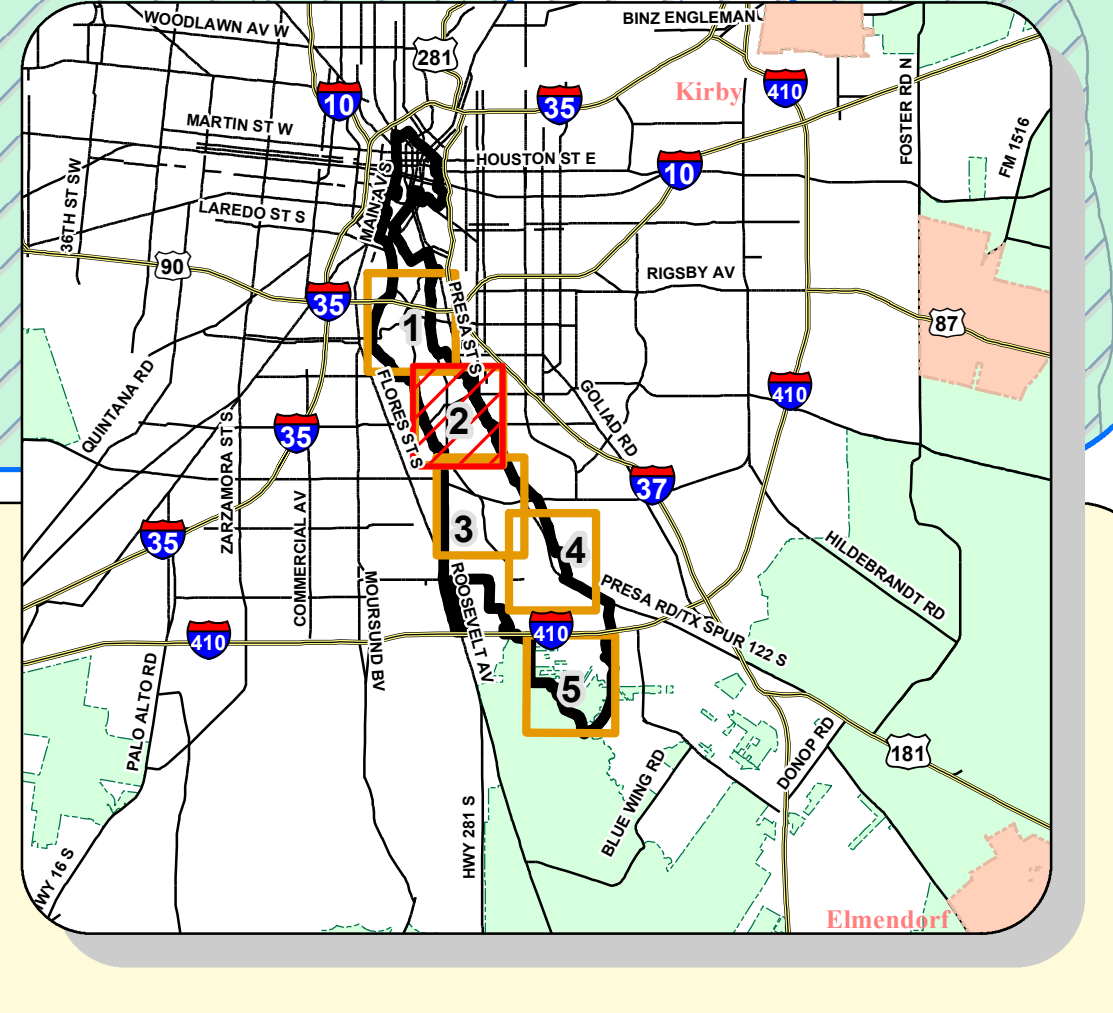 WOODLAWN AV W
BINZ ENGLEMAN
281
10
35
Kirby
410
FOSTER RD N
FM 1516
MARTIN ST W
HOUSTON ST E
10
36TH ST SW
MAIN AV S
LAREDO ST S
90
35
RIGSBY AV
PRESA ST S
87
1
QUINTANA RD
FLORES ST S
2
GOLIAD RD
410
35
ZARZAMORA ST S
37
COMMERCIAL AV
3
35
4
HILDEBRANDT RD
MOURSUND BV
ROOSEVELT AV
PRESA RD/TX SPUR 122 S
410
410
PALO ALTO RD
5
DONOP RD
181
BLUE WING RD
HWY 281 S
WY 16 S
Elmendorf